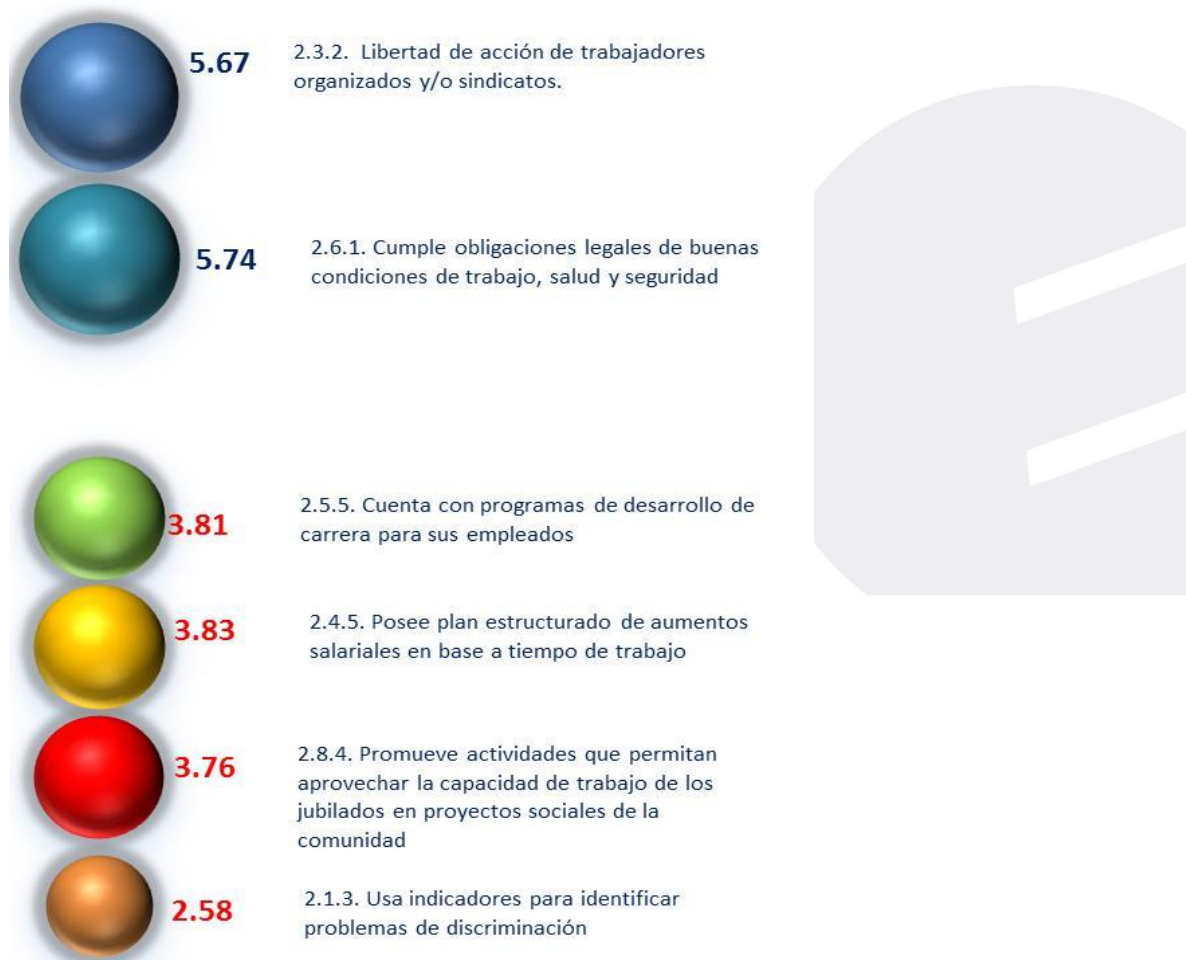 5.67
2.3.2. Libertad de acción de trabajadores
organizados y/o sindicatos.
5.74
2.6.1. Cumple obligaciones legales de buenas
condiciones de trabajo, salud y seguridad
3.81
2.5.5. Cuenta con programas de desarrollo de
carrera para sus empleados
3.83
2.4.5. Posee plan estructurado de aumentos
salariales en base a tiempo de trabajo
3.76
2.8.4. Promueve actividades que permitan
aprovechar la capacidad de trabajo de los
jubilados en proyectos sociales de la
comunidad
2.58
2.1.3. Usa indicadores para identificar
problemas de discriminación